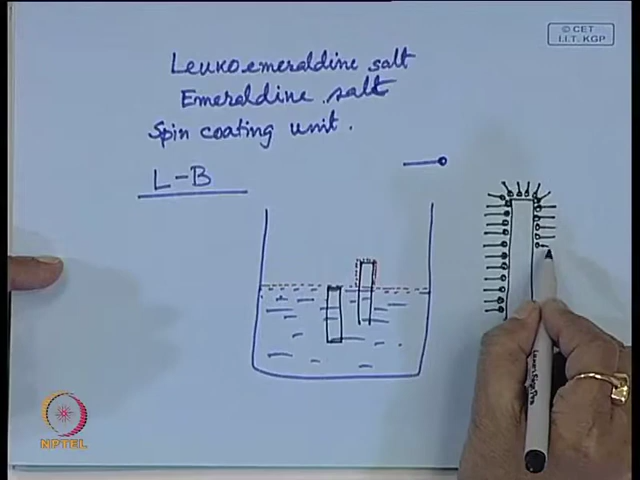 © CET
I.I.T. KGP
Leuko.emeraldine salt
Emeraldine salt
Spin coating unit.
L-B
NPTEL